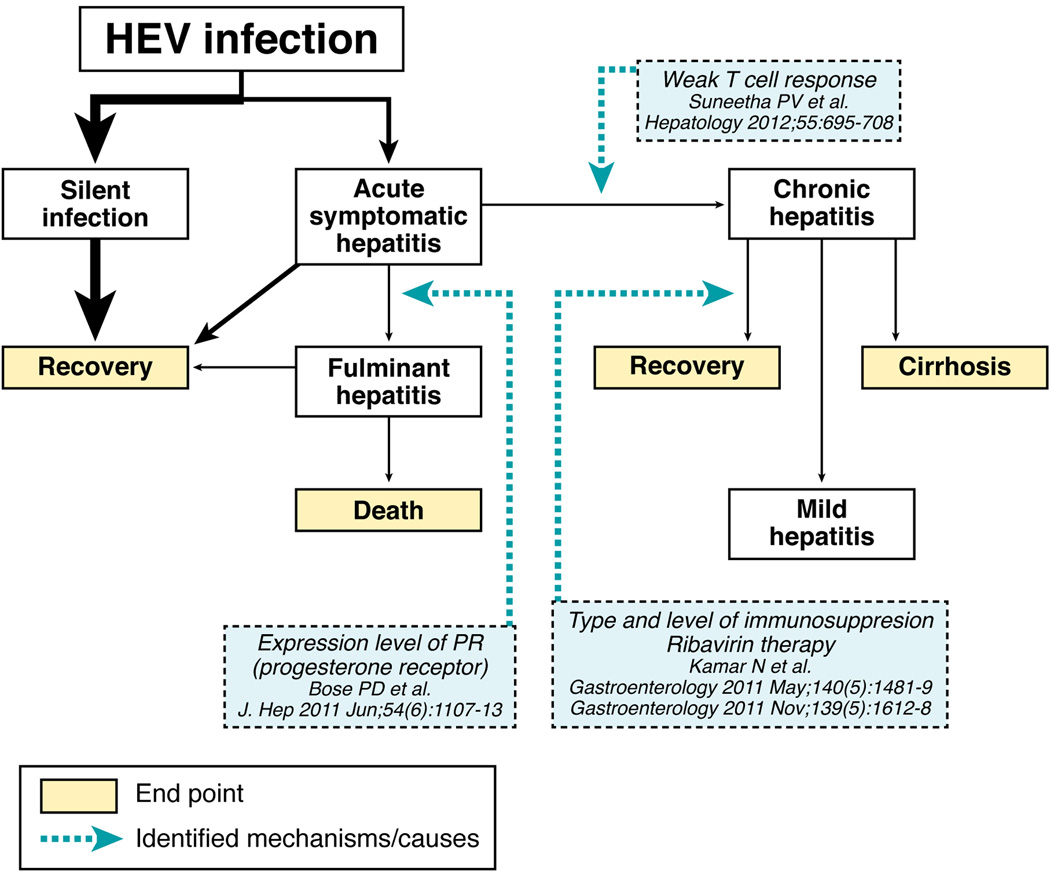 HEV infection
Weak T cell response
Suneetha PV et al.
Hepatology 2012;55:695-708
Silent
infection
Acute
symptomatic
hepatitis
Chronic
hepatitis
Recovery
Fulminant
hepatitis
Recovery
Cirrhosis
Death
Mild
hepatitis
Expression level of PR
(progesterone receptor)
Bose PD et al.
J. Hep 2011 Jun;54(6):1107-13
Type and level of immunosuppresion
Ribavirin therapy
Kamar N et al.
Gastroenterology 2011 May;140(5):1481-9
Gastroenterology 2011 Nov;139(5):1612-8
End point
Identified mechanisms/causes